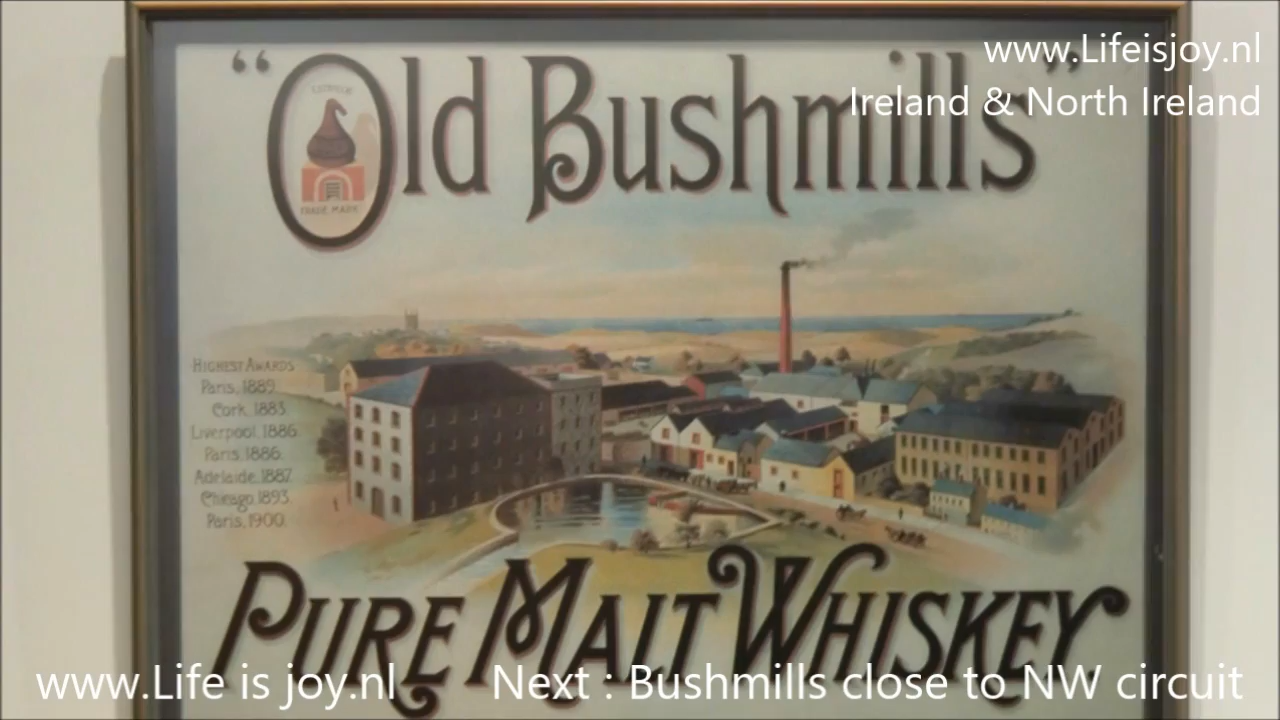 www.Lifeisjoy.nl
Ireland & North Ireland
"Old Bushmills"
TRADE MARK
HIGHEST AWARDS
Paris, 1889.
Cork, 1883.
Liverpool, 1886.
Paris, 1886.
Adelaide, 1887.
Chicago, 1893.
Paris, 1900.
PURE MALT WHISKEY
www.Life is joy.nl
Next : Bushmills close to NW circuit